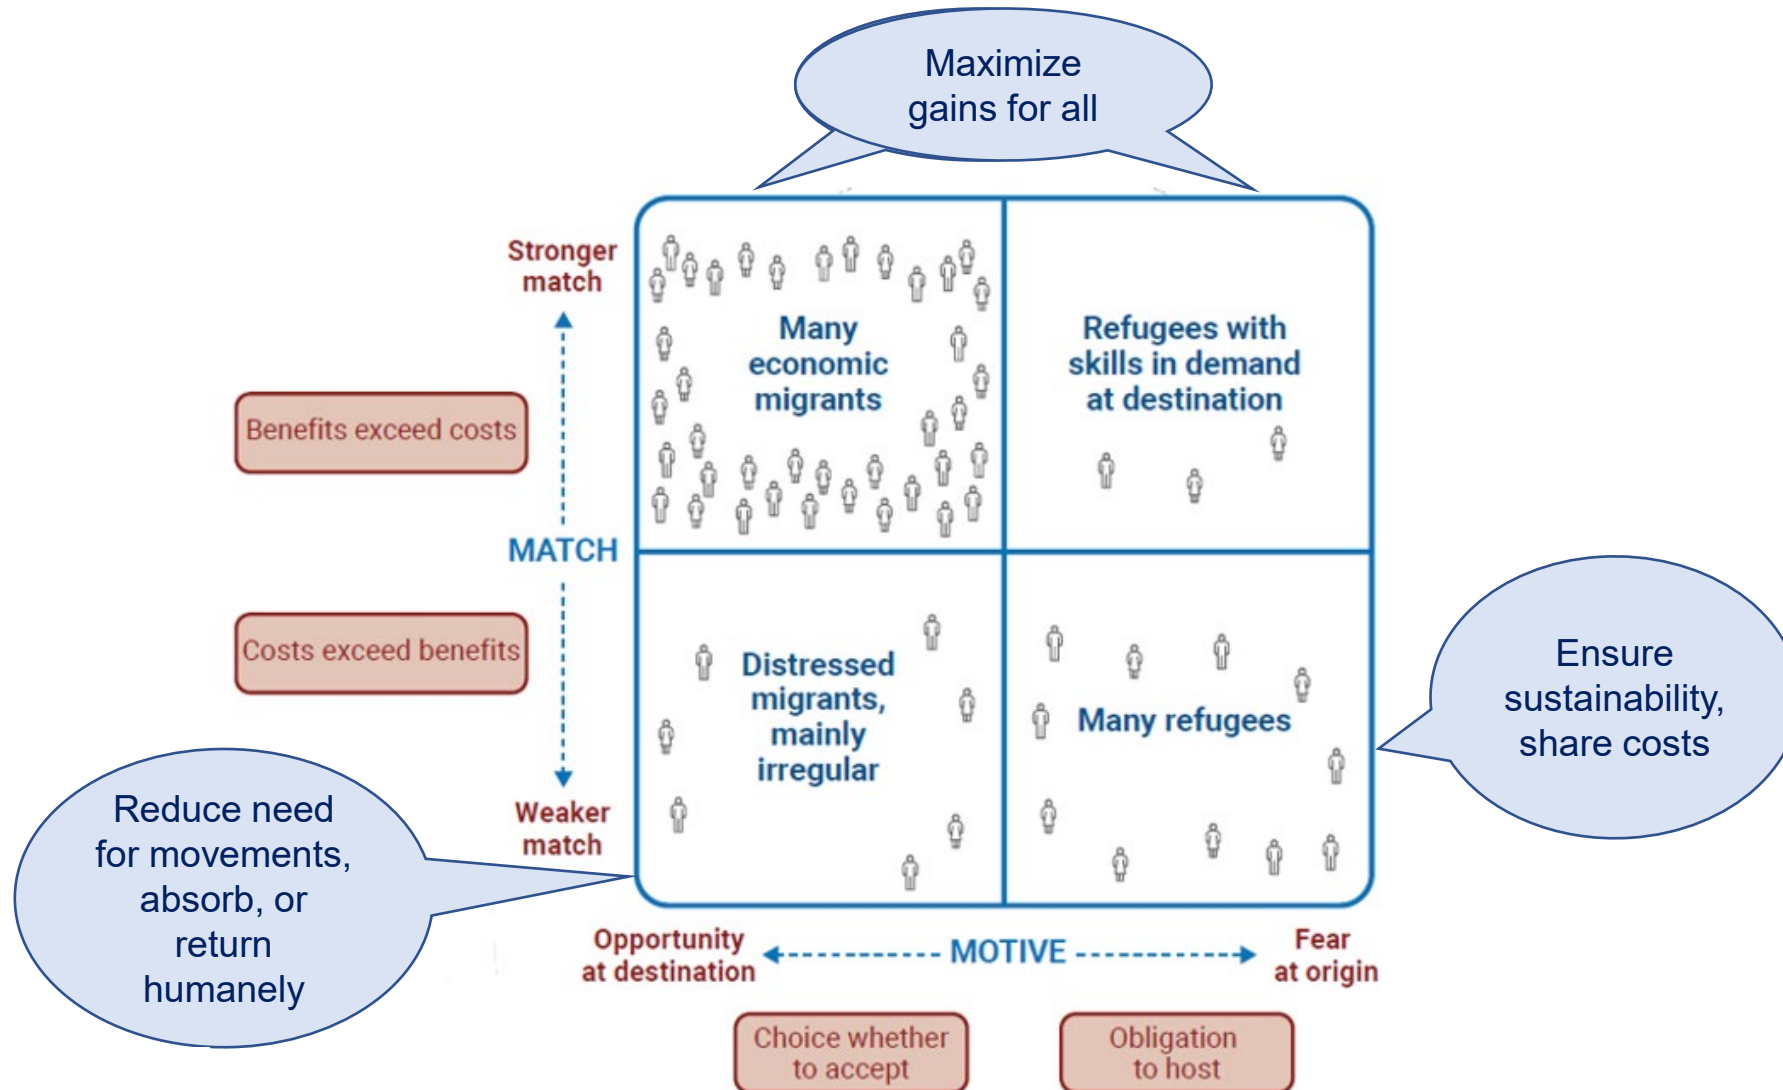 Maximize
gains for all
Stronger
match
Many
economic
migrants
Refugees with
skills in demand
at destination
Benefits exceed costs
MATCH
Costs exceed benefits
Distressed
migrants,
mainly
irregular
Many refugees
Ensure
sustainability,
share costs
Weaker
match
Reduce need
for movements,
absorb, or
return
humanely
Opportunity
at destination
MOTIVE
Fear
at origin
Choice whether
to accept
Obligation
to host